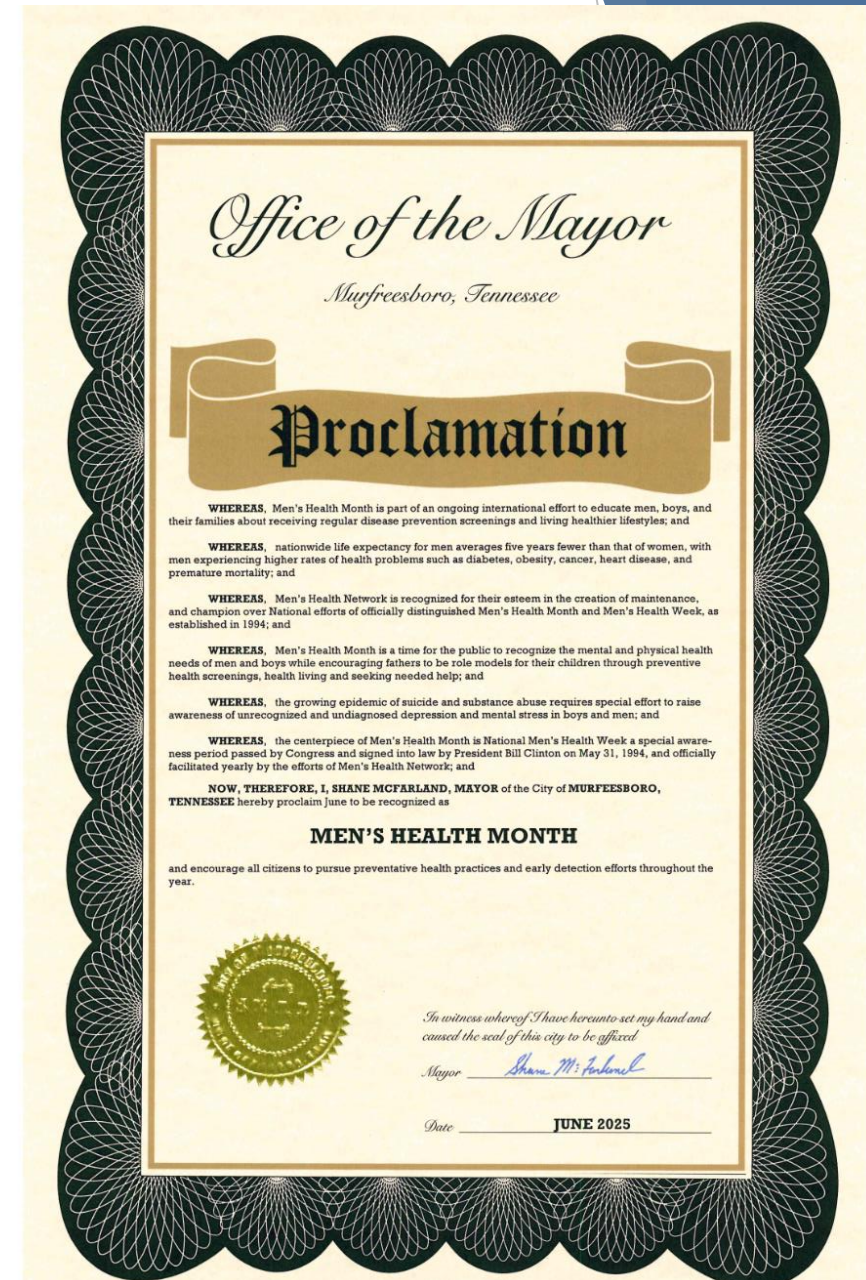 Office of the Mayor
Murfreesboro, Tennessee
Proclamation
WHEREAS, Men's Health Month is part of an ongoing international effort to educate men, boys, and
their families about receiving regular disease prevention screenings and living healthier lifestyles; and
WHEREAS, nationwide life expectancy for men averages five years fewer than that of women, with
men experiencing higher rates of health problems such as diabetes, obesity, cancer, heart disease, and
premature mortality; and
WHEREAS, Men's Health Network is recognized for their esteem in the creation of maintenance,
and champion over National efforts of officially distinguished Men's Health Month and Men's Health Week, as
established in 1994; and
WHEREAS, Men's Health Month is a time for the public to recognize the mental and physical health
needs of men and boys while encouraging fathers to be role models for their children through preventive
health screenings, health living and seeking needed help; and
WHEREAS, the growing epidemic of suicide and substance abuse requires special effort to raise
awareness of unrecognized and undiagnosed depression and mental stress in boys and men; and
WHEREAS, the centerpiece of Men's Health Month is National Men's Health Week a special aware-
ness period passed by Congress and signed into law by President Bill Clinton on May 31, 1994, and officially
facilitated yearly by the efforts of Men's Health Network; and
NOW, THEREFORE, I, SHANE MCFARLAND, MAYOR of the City of MURFEESBORO,
TENNESSEE hereby proclaim June to be recognized as
MEN'S HEALTH MONTH
and encourage all citizens to pursue preventative health practices and early detection efforts throughout the
year.
In witness whereof I have hereunto set my hand and
caused the seal of this city to be affixed
Mayor Shane McFarland
Date JUNE 2025